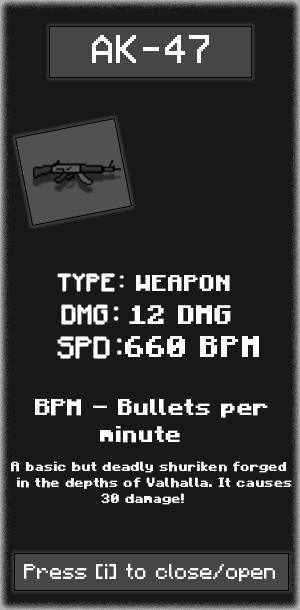 AK-47
TYPE: WEAPON
DMG: 12 DMG
SPD:660 BPM
BPM - Bullets per
minute
A basic but deadly shuriken forged
in the depths of Valhalla. It causes
30 damage!
Press [i] to close/open